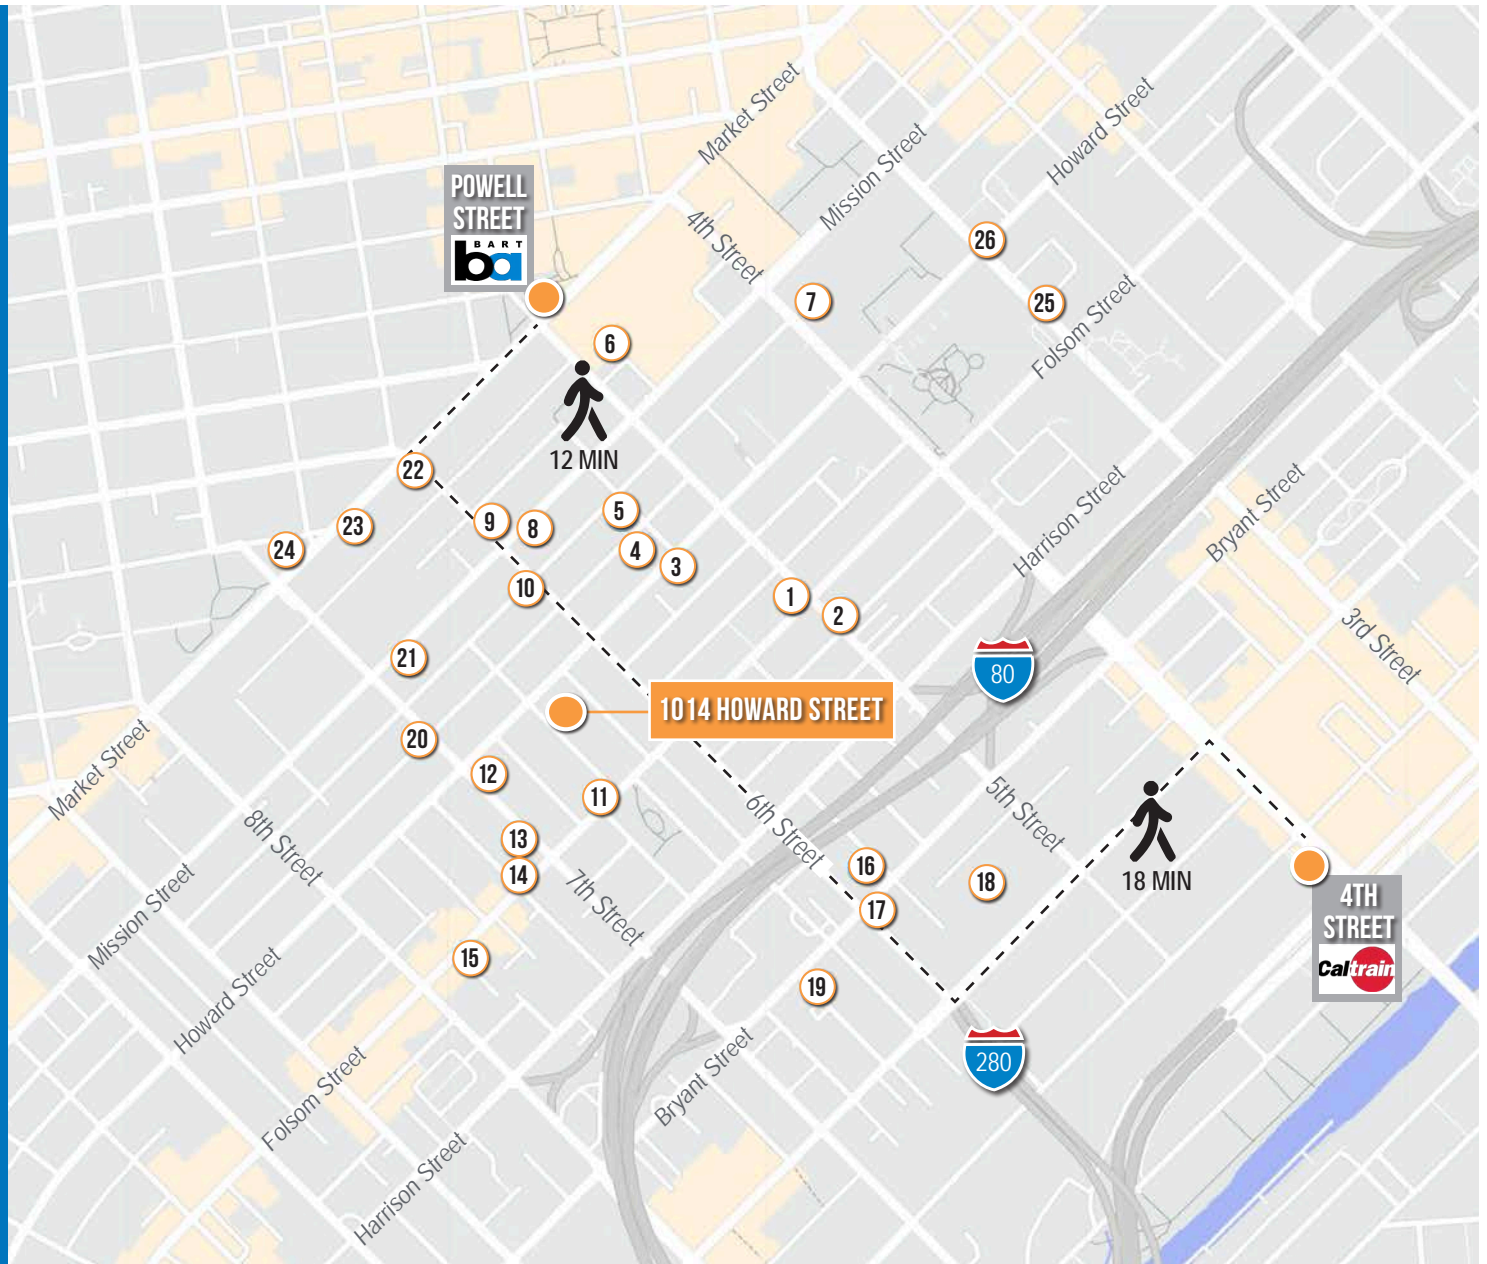 Market Street
Mission Street
Howard Street
POWELL
STREET
BART
ba
4th Street
26
7
25
Folsom Street
6
12 MIN
22
9
8
5
23
24
4
3
Harrison Street
Bryant Street
10
1
2
3rd Street
21
80
1014 HOWARD STREET
20
12
11
Market Street
8th Street
6th Street
5th Street
13
14
16
18
18 MIN
7th Street
17
4TH
STREET
Caltrain
Mission Street
15
19
Howard Street
280
Bryant Street
Folsom Street
Harrison Street